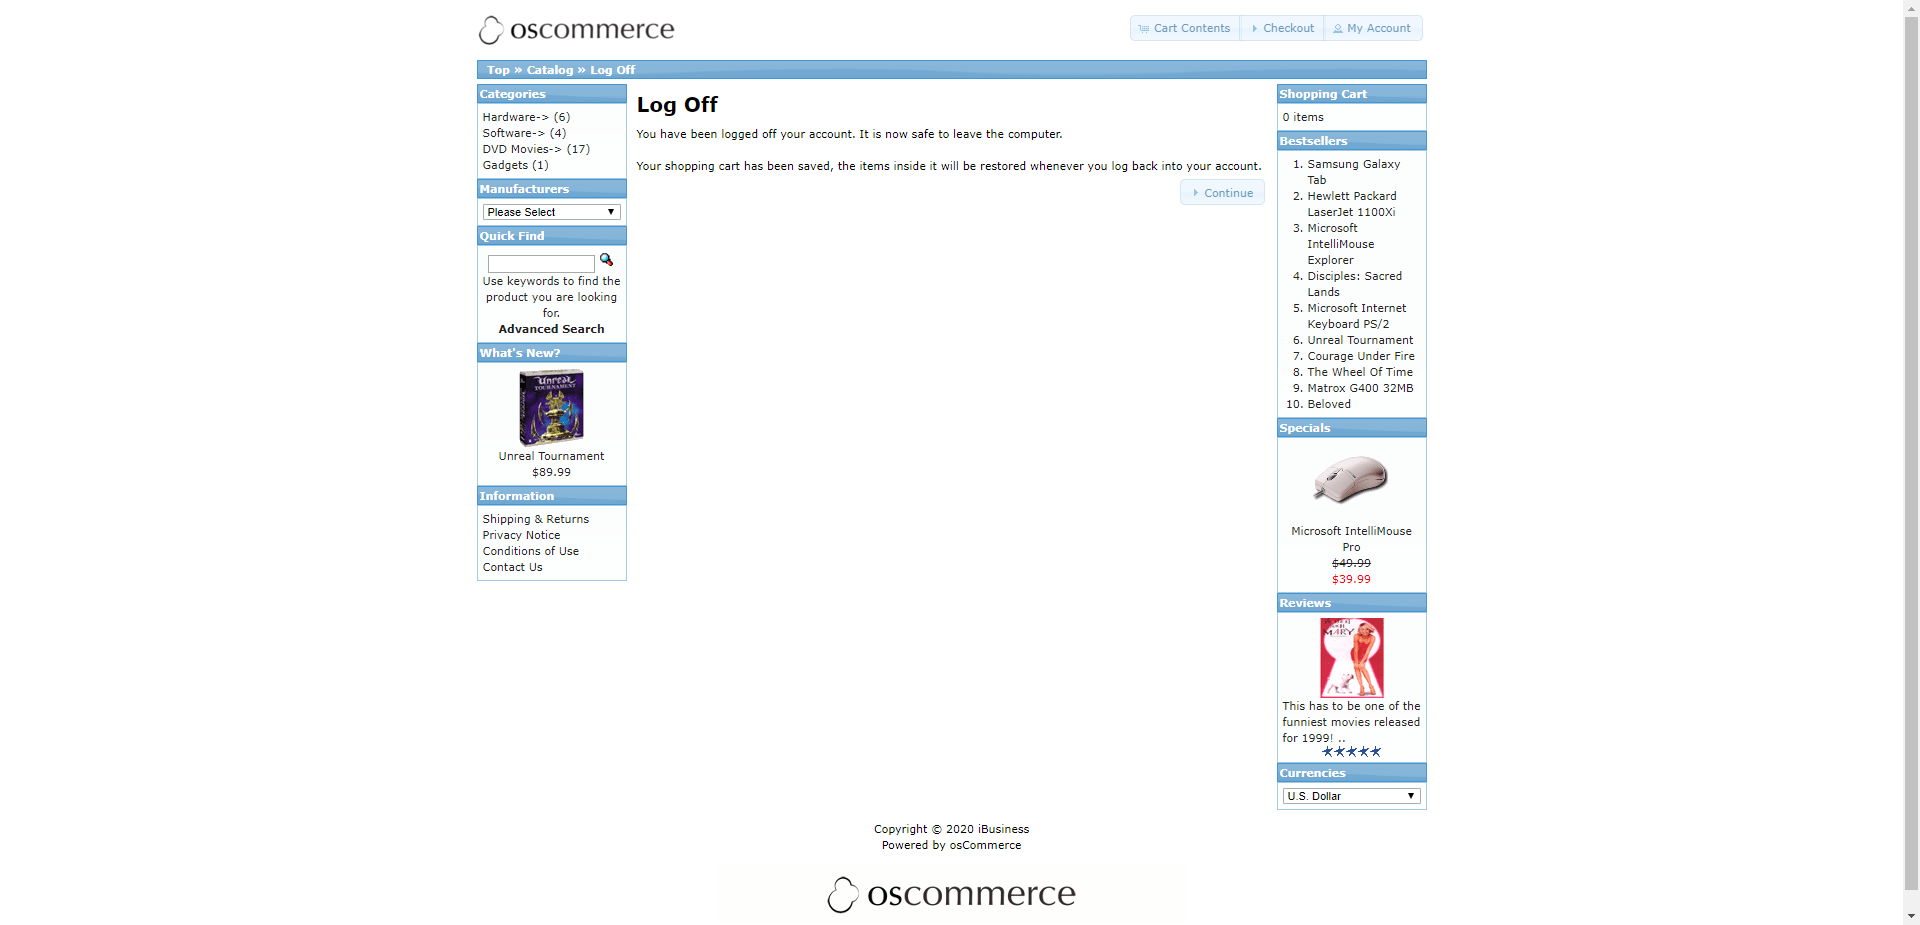 oscommerce
Cart Contents Checkout My Account
Top » Catalog » Log Off
Categories
Hardware-> (6)
Software-> (4)
DVD Movies-> (17)
Gadgets (1)
Manufacturers
Please Select
Quick Find
Use keywords to find the
product you are looking
for.
Advanced Search
What's New?
Unreal
TOURNAMENT
Unreal Tournament
$89.99
Information
Shipping & Returns
Privacy Notice
Conditions of Use
Contact Us
Log Off
You have been logged off your account. It is now safe to leave the computer.
Your shopping cart has been saved, the items inside it will be restored whenever you log back into your account.
Continue
Shopping Cart
0 items
Bestsellers
1. Samsung Galaxy
Tab
2. Hewlett Packard
LaserJet 1100Xi
3. Microsoft
IntelliMouse
Explorer
4. Disciples: Sacred
Lands
5. Microsoft Internet
Keyboard PS/2
6. Unreal Tournament
7. Courage Under Fire
8. The Wheel Of Time
9. Matrox G400 32MB
10. Beloved
Specials
Microsoft IntelliMouse
Pro
$49.99
$39.99
Reviews
MARY
This has to be one of the
funniest movies released
for 1999! ..
Currencies
U.S. Dollar
Copyright © 2020 iBusiness
Powered by osCommerce
oscommerce